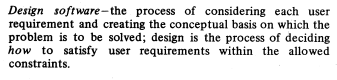 Design software—the process of considering each user
requirement and creating the conceptual basis on which the
problem is to be solved; design is the process of deciding
how to satisfy user requirements within the allowed
constraints.